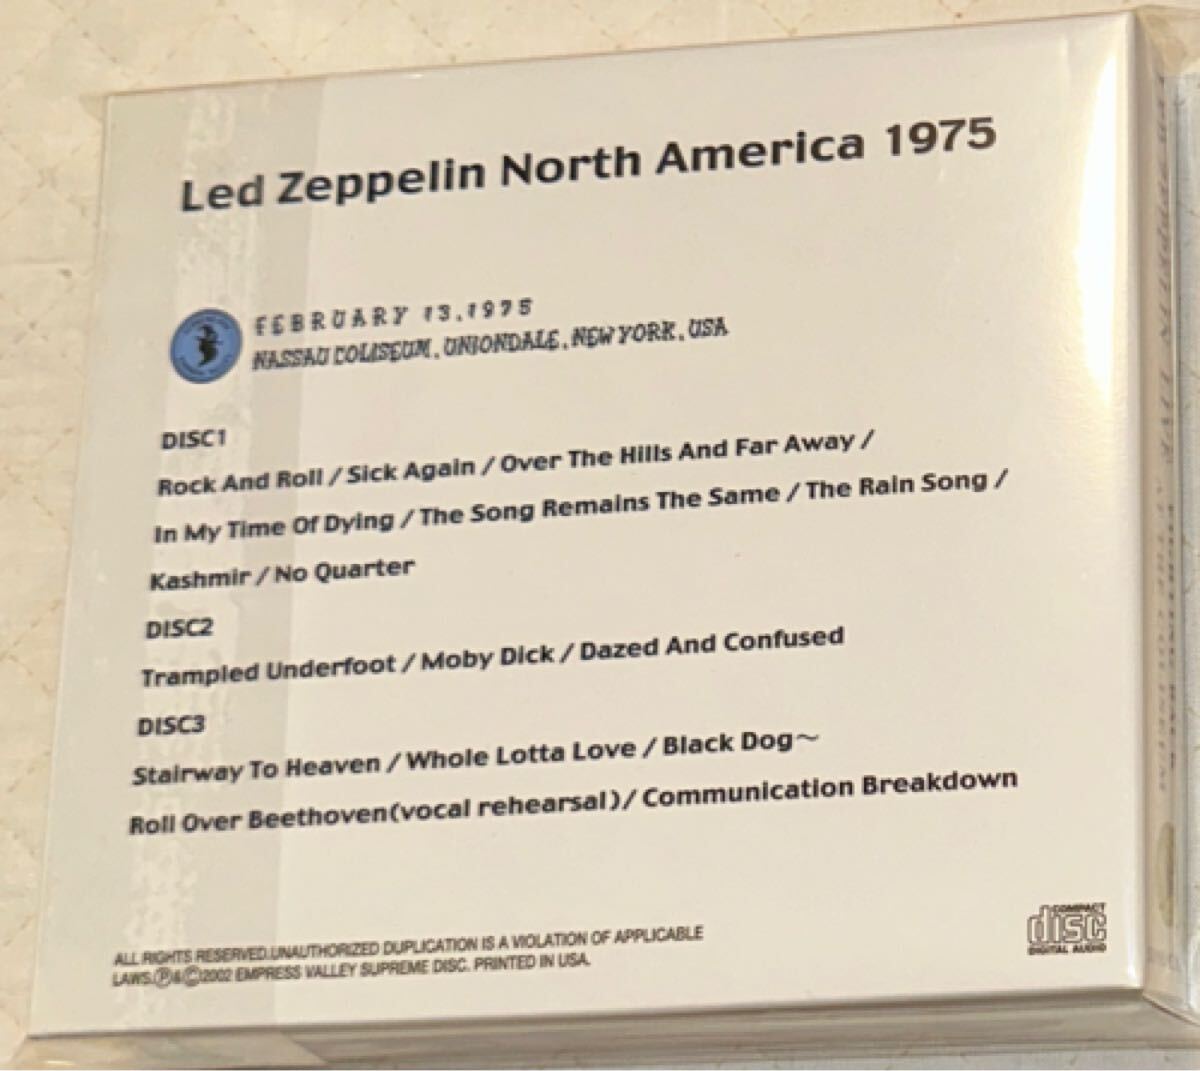 Led Zeppelin North America 1975
FEBRUARY 13.1975
NASSAU COLISEUM.UNIONDALE.NEW YORK.USA
DISC1
Rock And Roll / Sick Again / Over The Hills And Far Away /
In My Time Of Dying / The Song Remains The Same / The Rain Song /
Kashmir / No Quarter
DISC2
Trampled Underfoot / Moby Dick / Dazed And Confused
DISC3
Stairway To Heaven / Whole Lotta Love / Black Dog～
Roll Over Beethoven(vocal rehearsal) / Communication Breakdown
ALL RIGHTS RESERVED.UNAUTHORIZED DUPLICATION IS A VIOLATION OF APPLICABLE
LAWS.Ⓟ&©2002 EMPRESS VALLEY SUPREME DISC. PRINTED IN USA.
COMPACT
disc
DIGITAL AUDIO